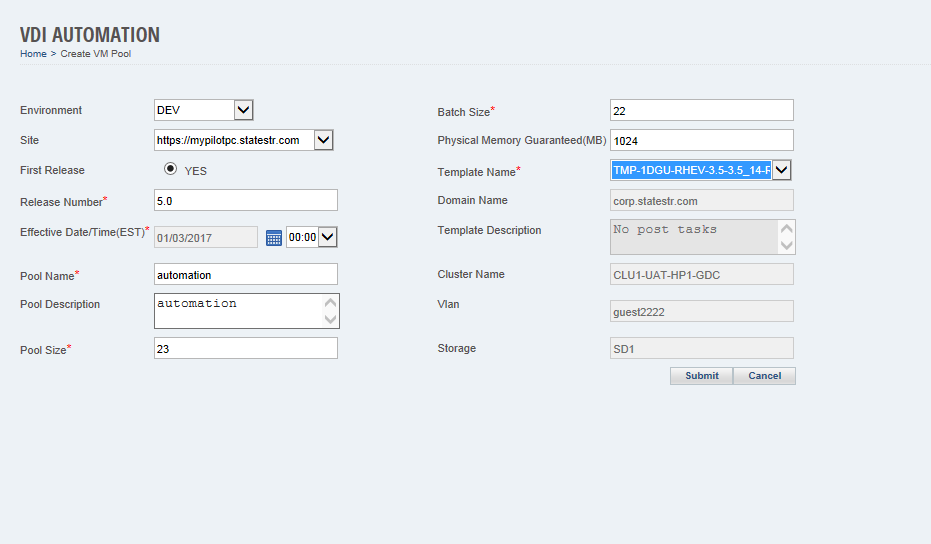 VDI AUTOMATION
Home > Create VM Pool
Environment DEV
Site https://mypilotpc.statestr.com
First Release YES
Release Number* 5.0
Effective Date/Time(EST)* 01/03/2017 00:00
Pool Name* automation
Pool Description automation
Pool Size* 23
Batch Size* 22
Physical Memory Guaranteed(MB) 1024
Template Name* TMP-1DGU-RHEV-3.5-3.5_14-F
Domain Name corp.statestr.com
Template Description No post tasks
Cluster Name CLU1-UAT-HP1-GDC
Vlan guest2222
Storage SD1
Submit Cancel